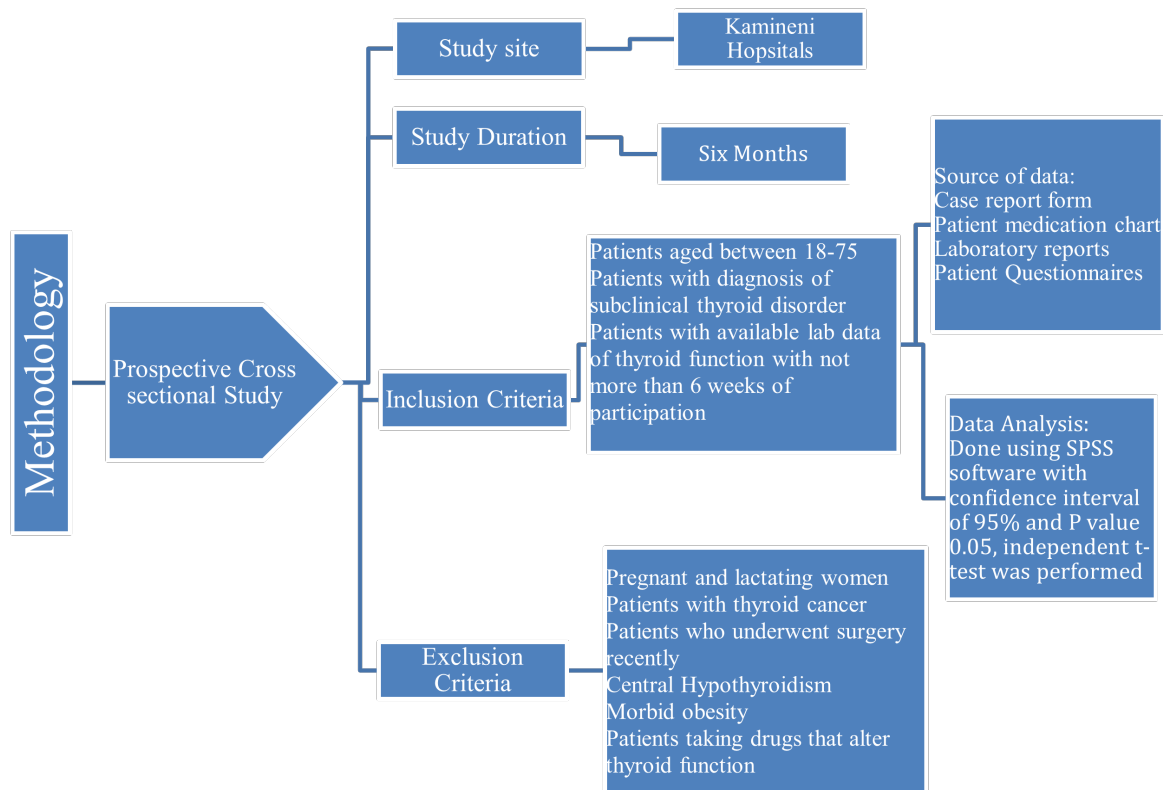 Methodology
Prospective Cross
sectional Study
Study site
Kamineni
Hopsitals
Study Duration
Six Months
Inclusion Criteria
Patients aged between 18-75
Patients with diagnosis of
subclinical thyroid disorder
Patients with available lab data
of thyroid function with not
more than 6 weeks of
participation
Source of data:
Case report form
Patient medication chart
Laboratory reports
Patient Questionnaires
Data Analysis:
Done using SPSS
software with
confidence interval
of 95% and P value
0.05, independent t-
test was performed
Exclusion
Criteria
Pregnant and lactating women
Patients with thyroid cancer
Patients who underwent surgery
recently
Central Hypothyroidism
Morbid obesity
Patients taking drugs that alter
thyroid function